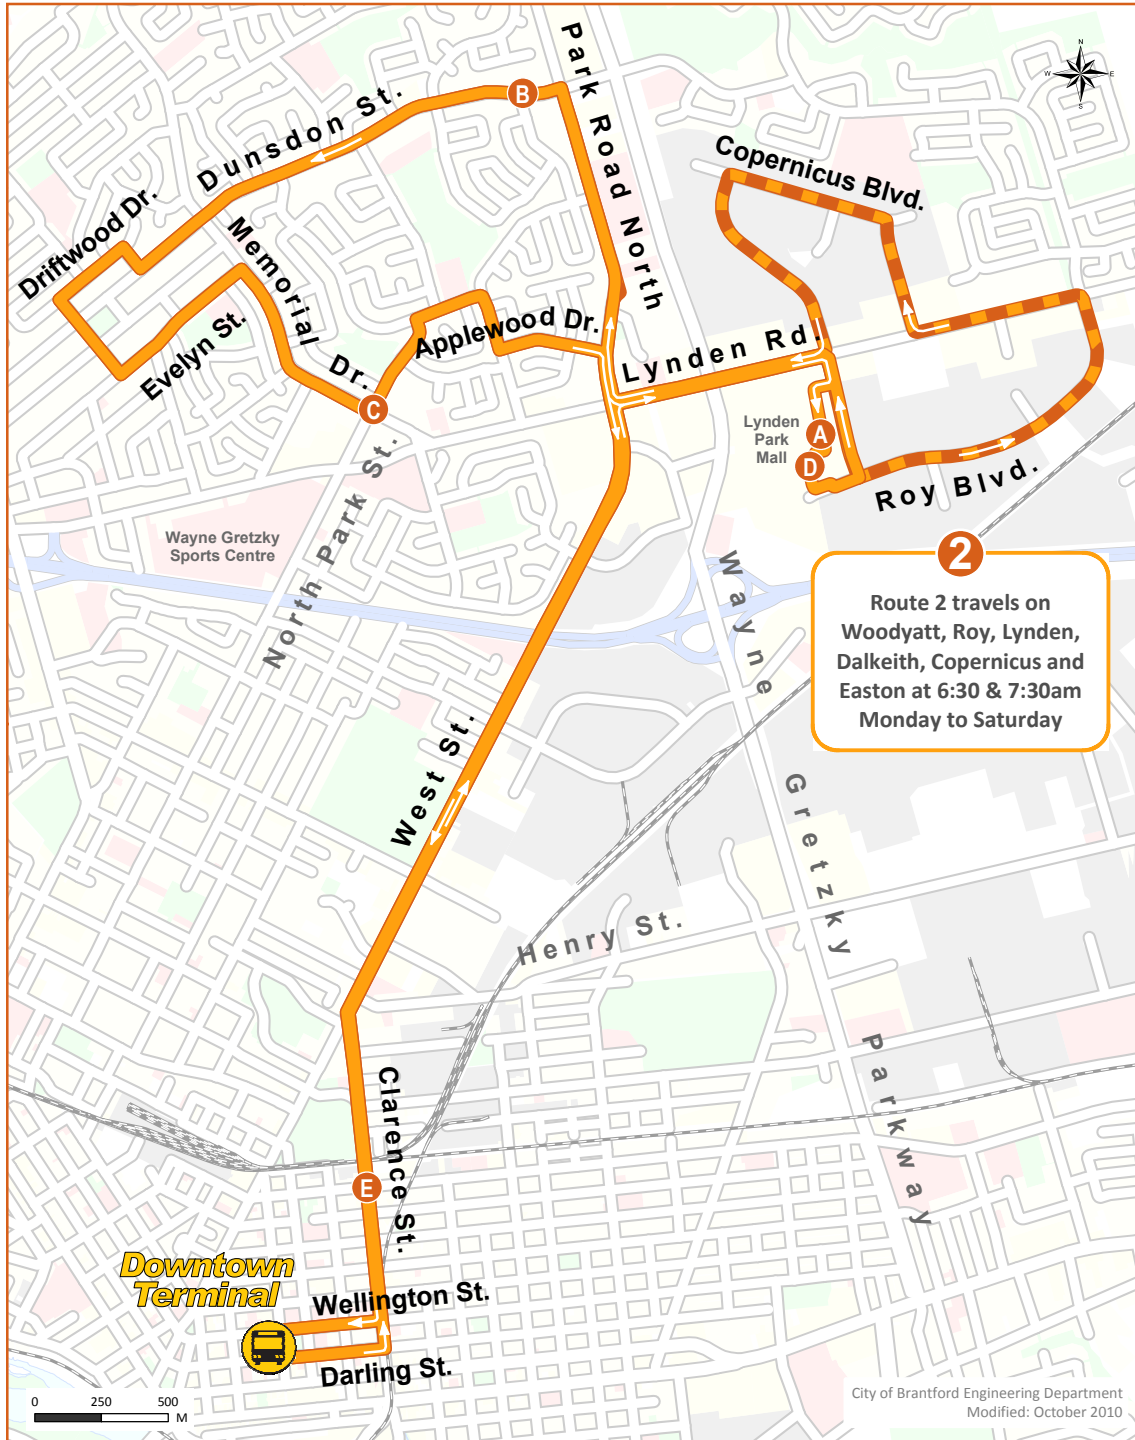 N
W E
S
Park Road North
B
Dunsdon St.
Copernicus Blvd.
Driftwood Dr.
Memorial Dr.
Evelyn St.
Applewood Dr.
Lynden Rd.
C
Lynden
Park
Mall
A
D
Roy Blvd.
North Park St.
Wayne Gretzky
Sports Centre
2
Route 2 travels on
Woodyatt, Roy, Lynden,
Dalkeith, Copernicus and
Easton at 6:30 & 7:30am
Monday to Saturday
Wayne Gretzky Parkway
West St.
Henry St.
Clarence St.
E
Downtown
Terminal
Wellington St.
Darling St.
0 250 500
M
City of Brantford Engineering Department
Modified: October 2010